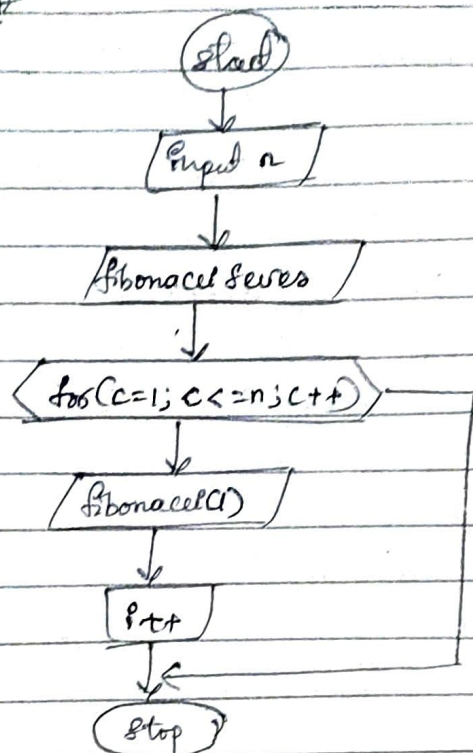 Start
input n
fibonacci Series
for(c=1; c<=n; c++)
fibonacci(i)
i++
Stop